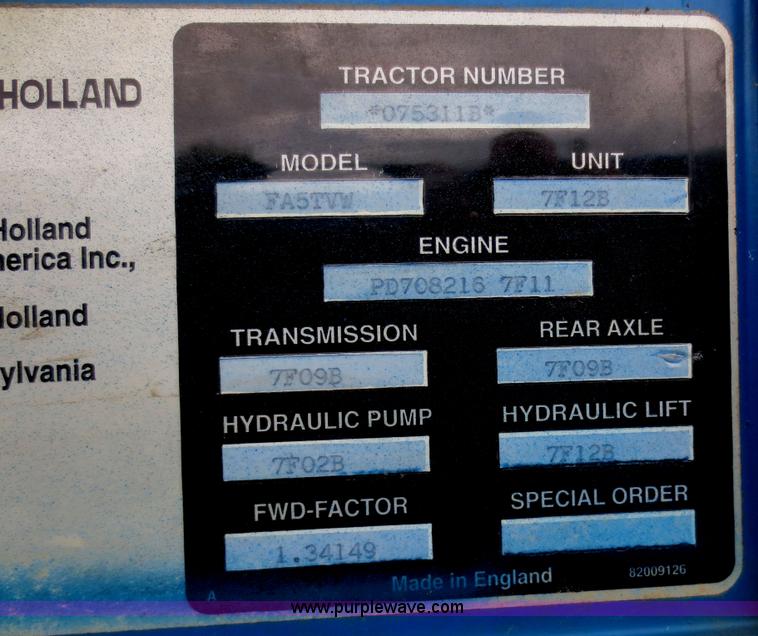 HOLLAND
Holland
erica Inc.,
Holland
ylvania
TRACTOR NUMBER
*075311B*
MODEL UNIT
FA5TVW 7F12B
ENGINE
PD708216 7F11
TRANSMISSION REAR AXLE
7F09B 7F09B
HYDRAULIC PUMP HYDRAULIC LIFT
7F02B 7F12B
FWD-FACTOR SPECIAL ORDER
1.34149
Made in England 82009126
A
www.purplewave.com